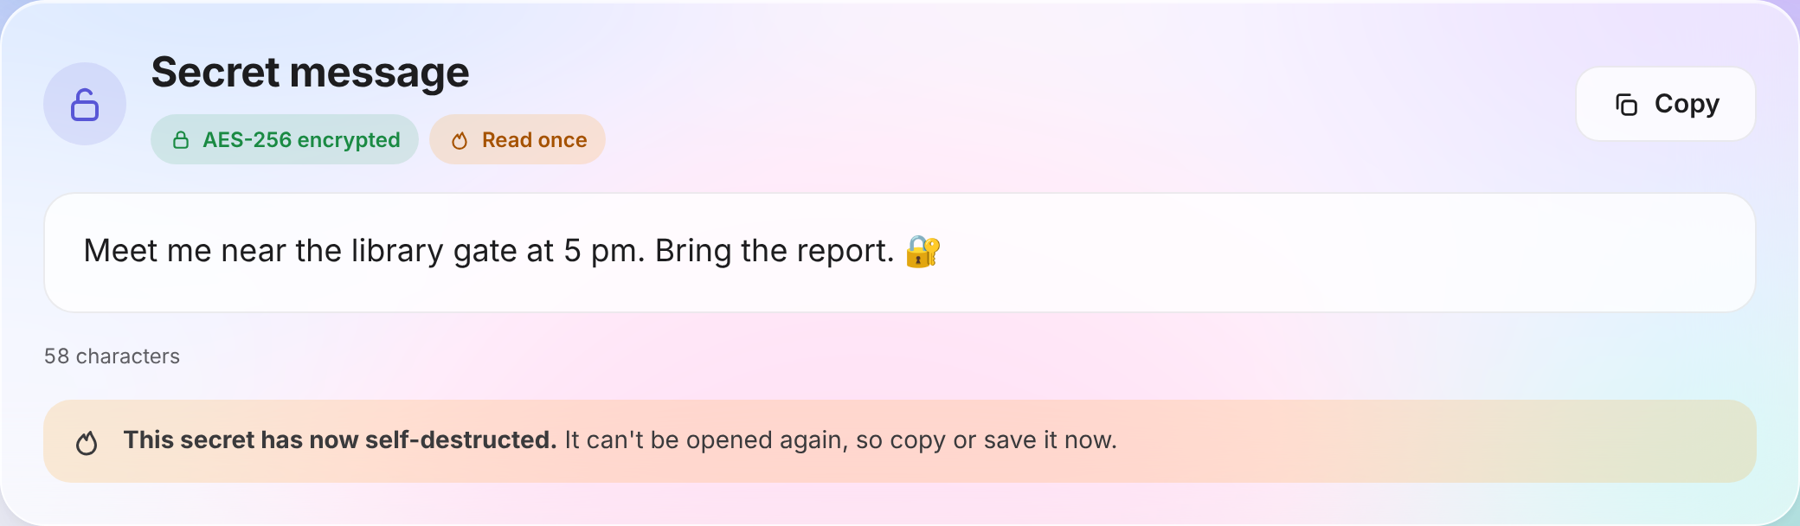 Secret message
AES-256 encrypted
Read once
Copy
Meet me near the library gate at 5 pm. Bring the report. 🔐
58 characters
This secret has now self-destructed. It can't be opened again, so copy or save it now.